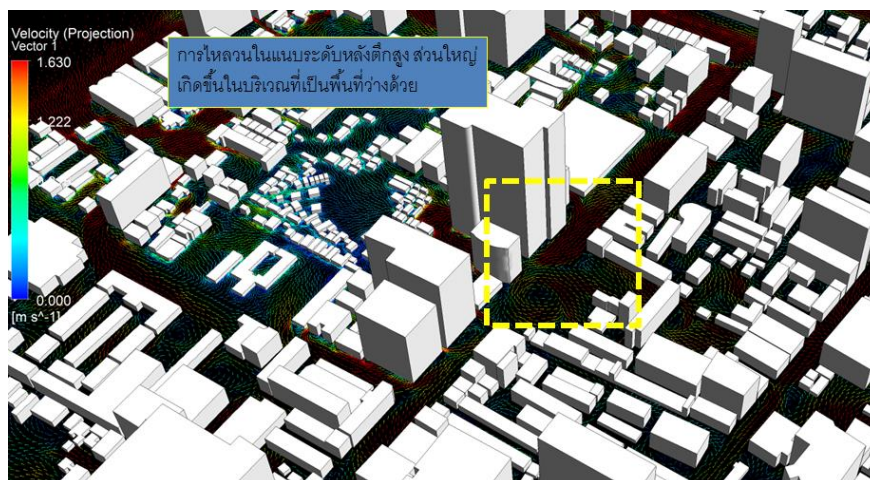 Velocity (Projection)
Vector 1
1.630
1.222
0.000
[m s^-1]
การไหลวนในแนบระดับหลังตึกสูง ส่วนใหญ่
เกิดขึ้นในบริเวณที่เป็นพื้นที่ว่างด้วย